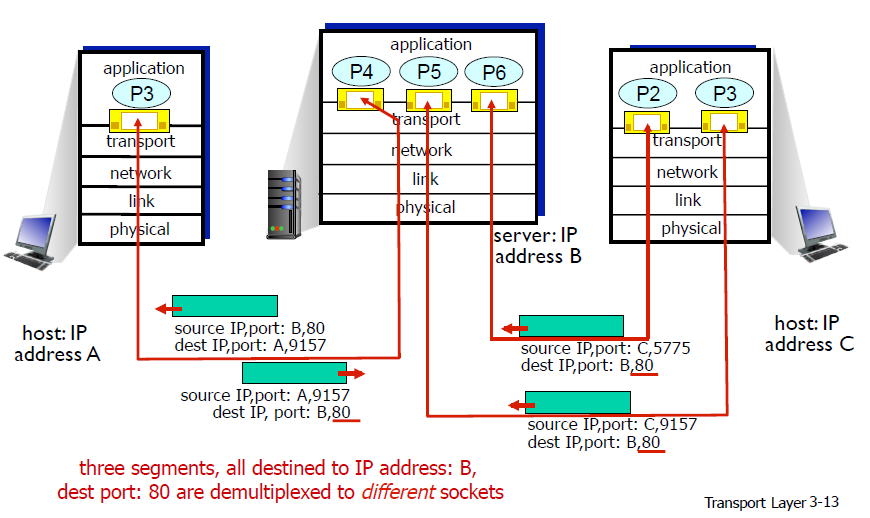 application
P3
transport
network
link
physical
host: IP
address A
application
P4 P5 P6
transport
network
link
physical
server: IP
address B
application
P2 P3
transport
network
link
physical
host: IP
address C
source IP,port: B,80
dest IP,port: A,9157
source IP,port: A,9157
dest IP, port: B,80
source IP,port: C,5775
dest IP,port: B,80
source IP,port: C,9157
dest IP,port: B,80
three segments, all destined to IP address: B,
dest port: 80 are demultiplexed to different sockets
Transport Layer 3-13